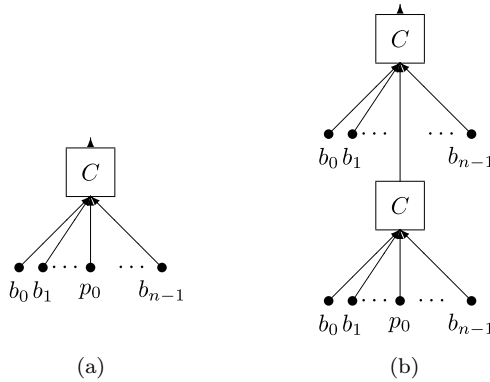 C
C
b₀ b₁ ··· ··· bₙ₋₁
C
b₀ b₁ ··· p₀ ··· bₙ₋₁
b₀ b₁ ··· p₀ ··· bₙ₋₁
(a) (b)